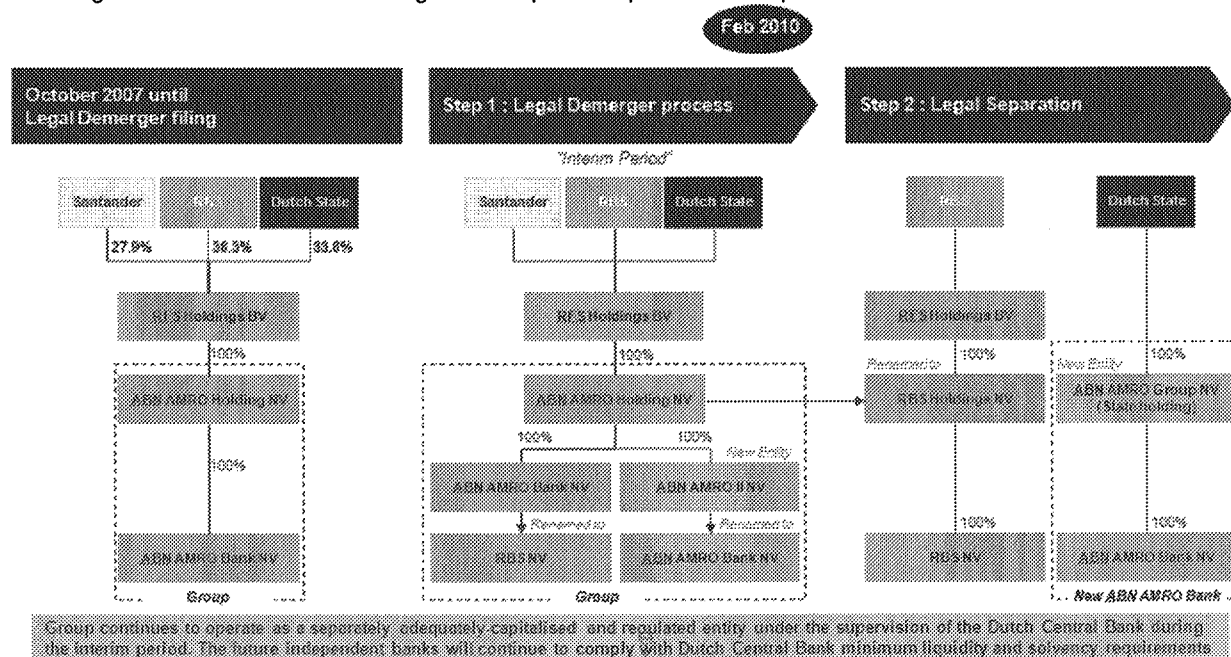 Feb 2010
October 2007 until
Legal Demerger filing
Step 1 : Legal Demerger process
Step 2 : Legal Separation
"Interim Period"
Santander
Dutch State
27.9%
38.3%
33.8%
RFS Holdings BV
100%
ABN AMRO Holding NV
100%
ABN AMRO Bank NV
Group
Santander
RBS
Dutch State
RFS Holdings BV
100%
ABN AMRO Holding NV
100%
100%
New Entity
ABN AMRO Bank NV
ABN AMRO II NV
Renamed to
Renamed to
RBS NV
ABN AMRO Bank NV
Group
Dutch State
RFS Holdings BV
Renamed to
100%
RBS Holdings NV
100%
RBS NV
New Entity
100%
ABN AMRO Group NV
(State holding)
100%
ABN AMRO Bank NV
New ABN AMRO Bank
Group continues to operate as a separately adequately-capitalised and regulated entity under the supervision of the Dutch Central Bank during
the interim period. The future independent banks will continue to comply with Dutch Central Bank minimum liquidity and solvency requirements